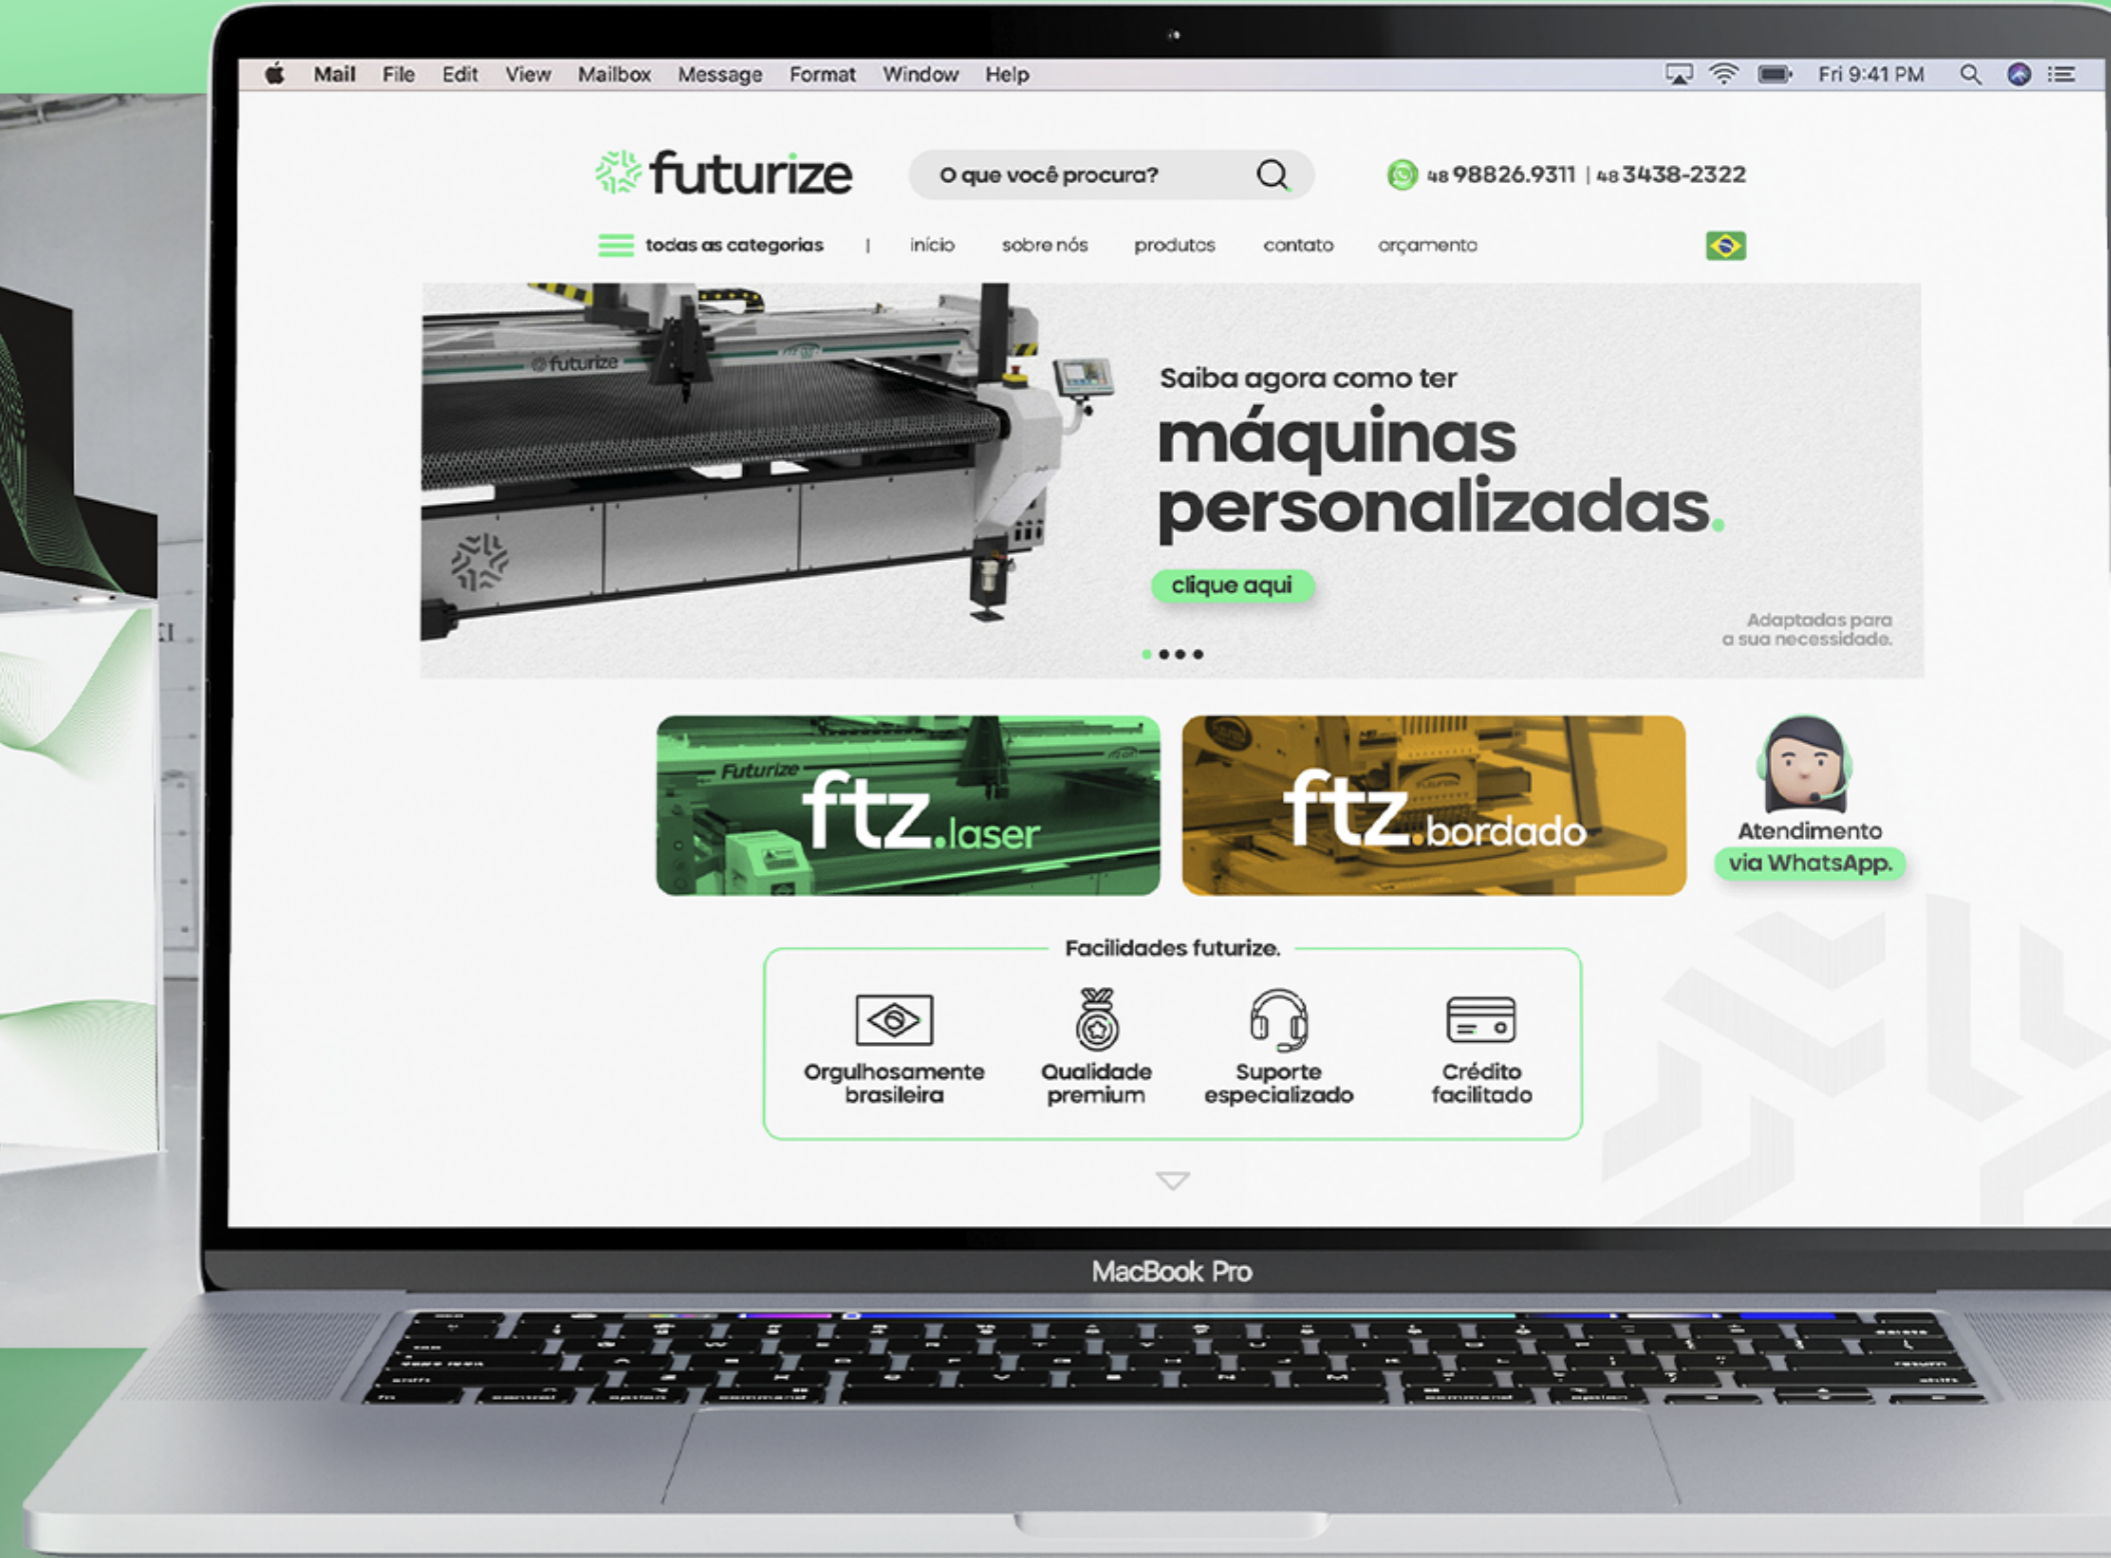 Mail File Edit View Mailbox Message Format Window Help Fri 9:41 PM
futurize
O que você procura?
48 98826.9311 | 48 3438-2322
todas as categorias | início sobre nós produtos contato orçamento
futurize
Saiba agora como ter
máquinas
personalizadas.
clique aqui
Adaptadas para
a sua necessidade.
Futurize
ftz.laser
ftz.bordado
Atendimento
via WhatsApp.
Facilidades futurize.
Orgulhosamente
brasileira
Qualidade
premium
Suporte
especializado
Crédito
facilitado
MacBook Pro